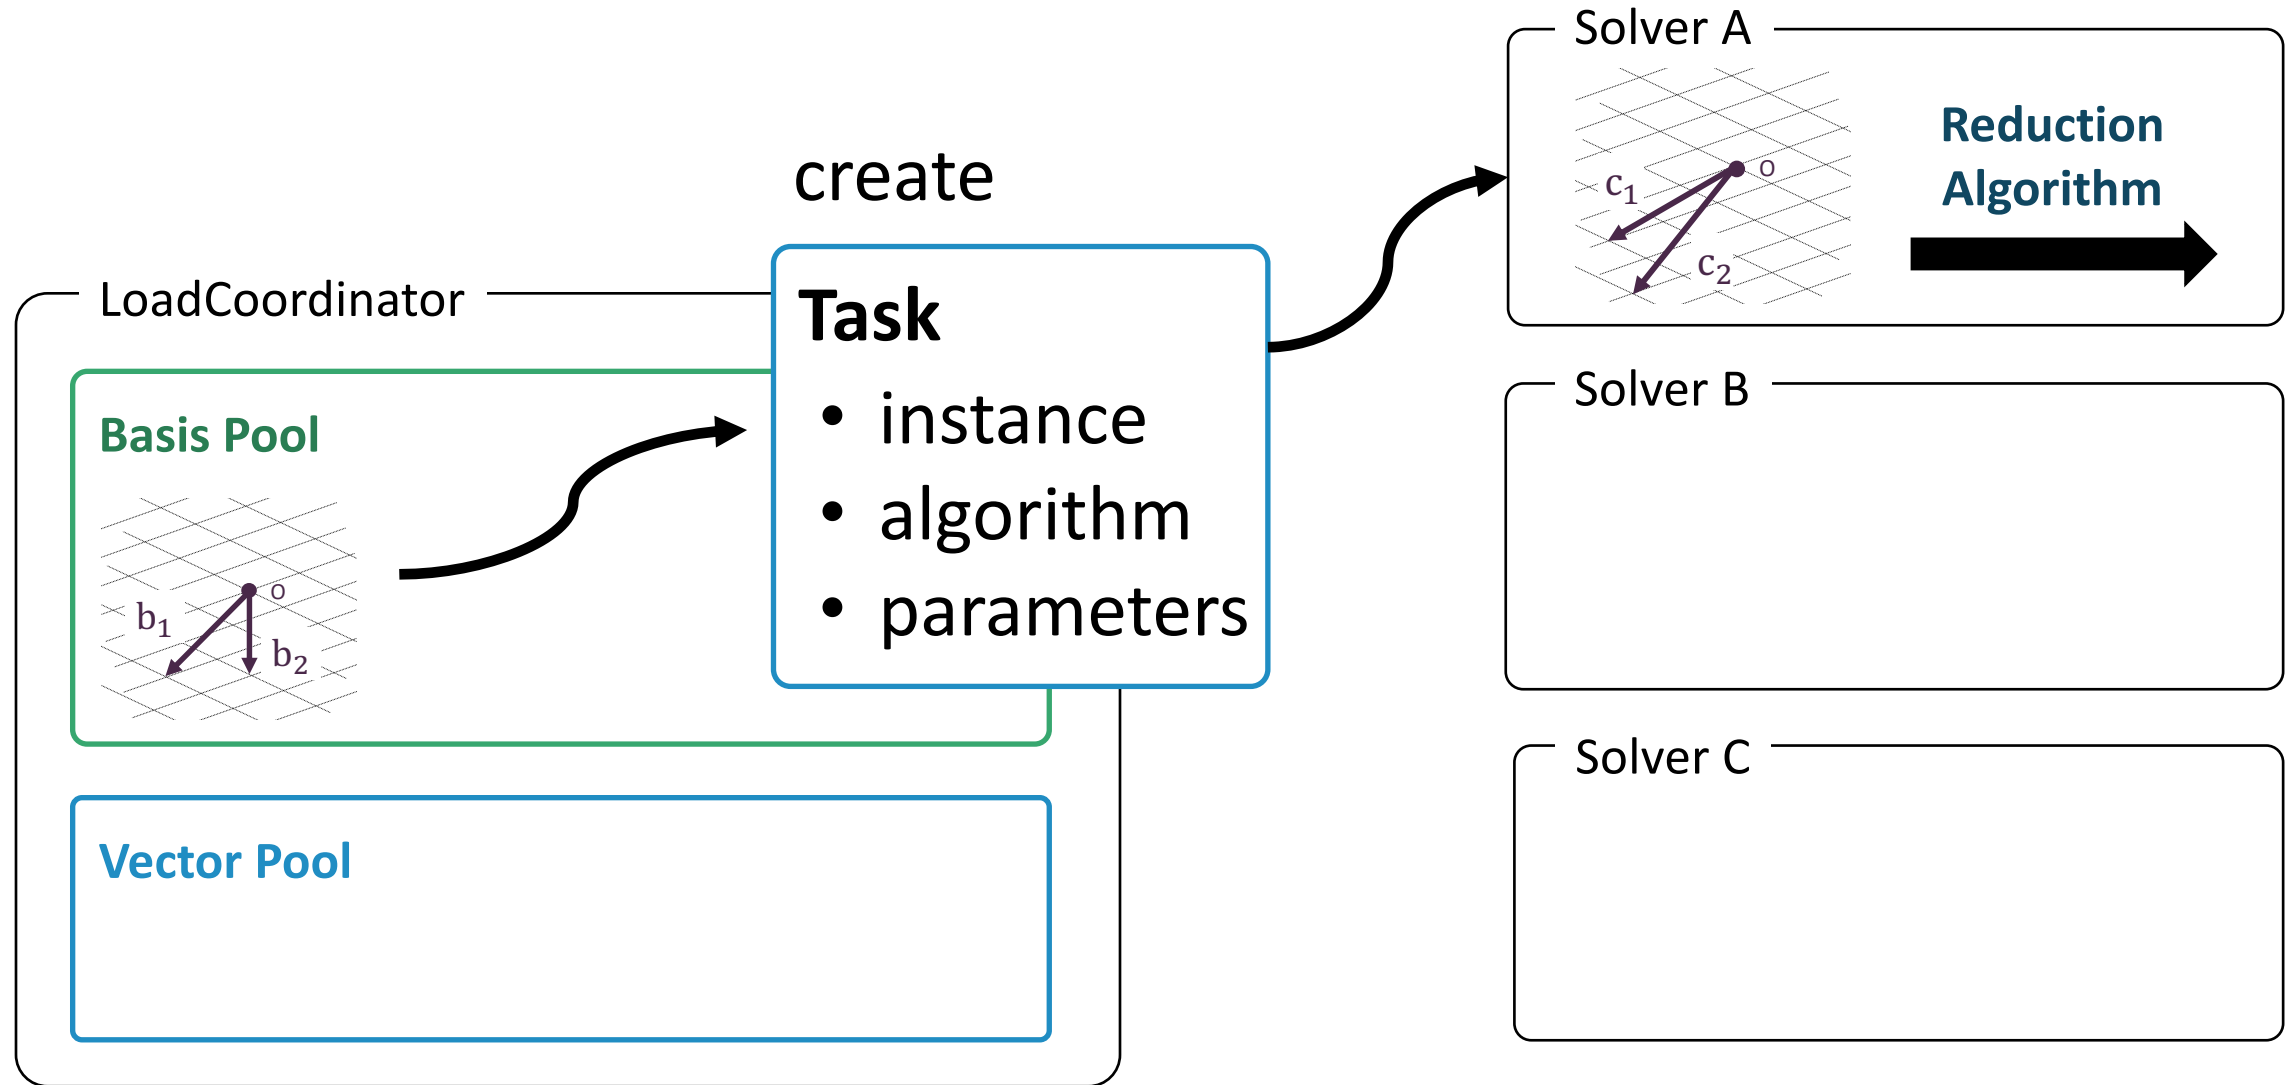 create
LoadCoordinator
Basis Pool
b₁
o
b₂
Vector Pool
Task
• instance
• algorithm
• parameters
Solver A
c₁
o
c₂
Reduction
Algorithm
Solver B
Solver C